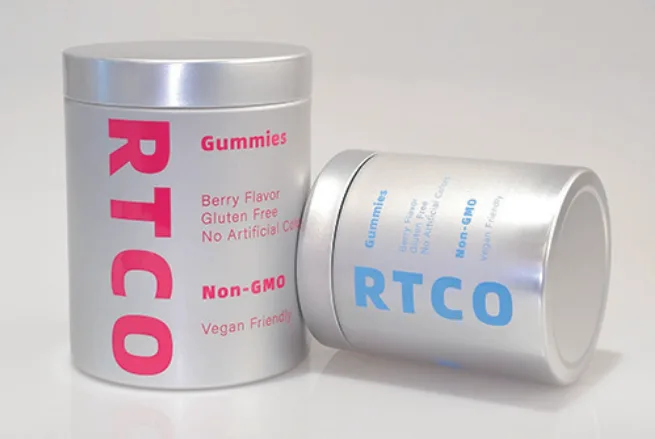 RTCO
Gummies
Berry Flavor
Gluten Free
No Artificial Colo
Non-GMO
Vegan Friendly
Gummies
Berry Flavor
Gluten Free
No Artificial Colors
Non-GMO
Vegan Friendly
RTCO